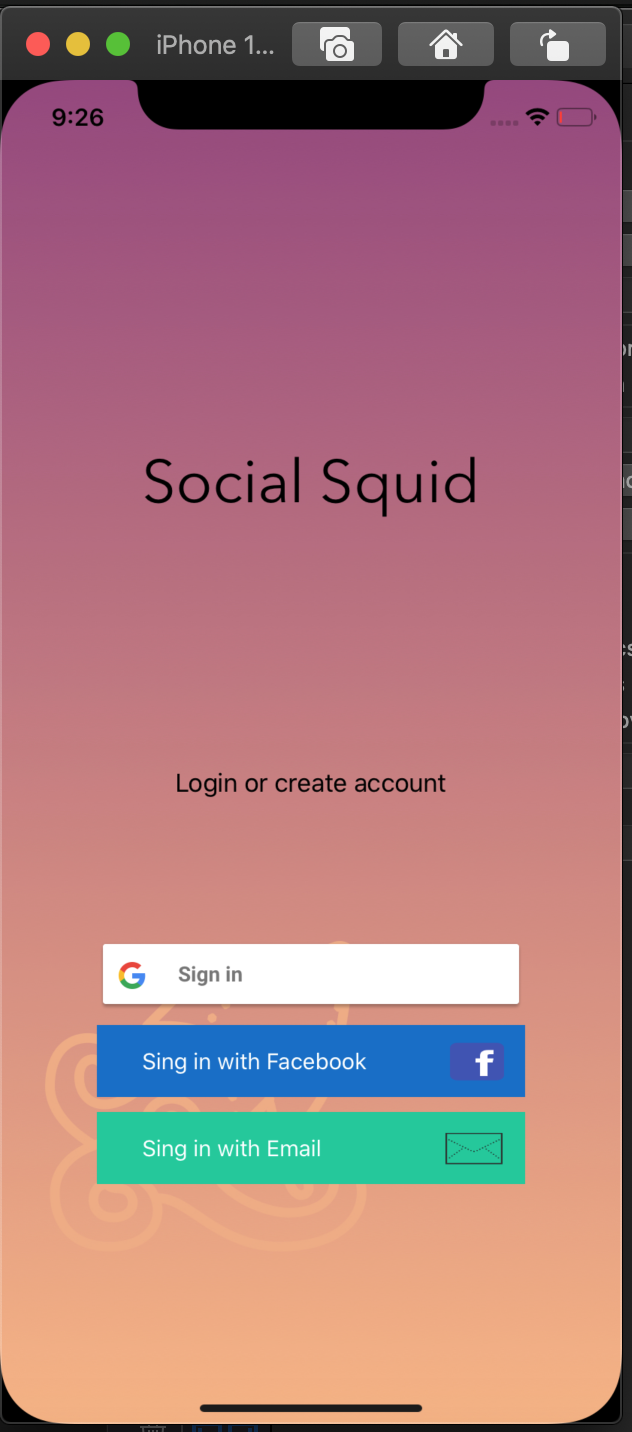 iPhone 1...
9:26
Social Squid
Login or create account
Sign in
Sing in with Facebook
Sing in with Email